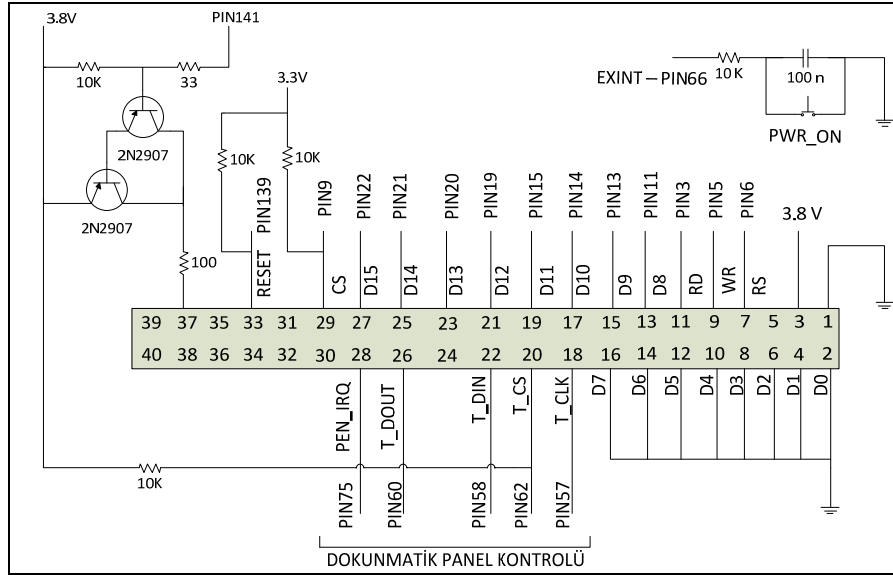 3.8V
PIN141
10K
33
2N2907
2N2907
100
3.3V
10K
10K
EXINT – PIN66
10 K
100 n
PWR_ON
PIN139
PIN9
PIN22
PIN21
PIN20
PIN19
PIN15
PIN14
PIN13
PIN11
PIN3
PIN5
PIN6
3.8 V
RESET
CS
D15
D14
D13
D12
D11
D10
D9
D8
RD
WR
RS
39 37 35 33 31 29 27 25 23 21 19 17 15 13 11 9 7 5 3 1
40 38 36 34 32 30 28 26 24 22 20 18 16 14 12 10 8 6 4 2
PEN_IRQ
T_DOUT
T_DIN
T_CS
T_CLK
D7
D6
D5
D4
D3
D2
D1
D0
10K
PIN75
PIN60
PIN58
PIN62
PIN57
DOKUNMATİK PANEL KONTROLÜ